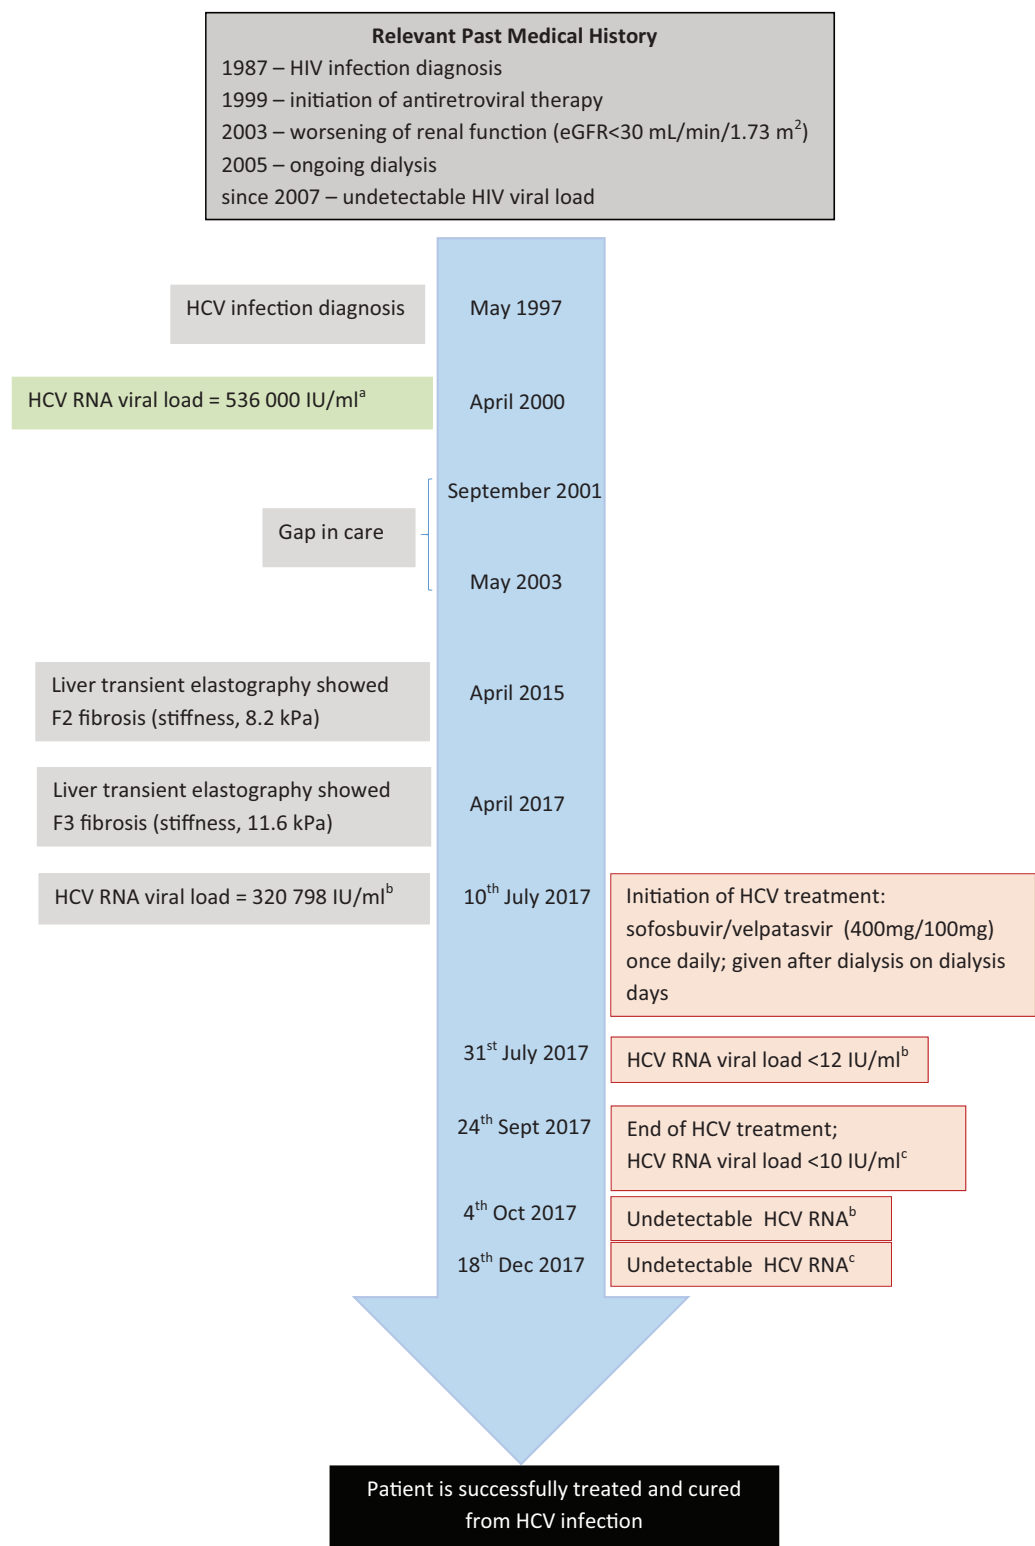 Relevant Past Medical History
1987 – HIV infection diagnosis
1999 – initiation of antiretroviral therapy
2003 – worsening of renal function (eGFR<30 mL/min/1.73 m²)
2005 – ongoing dialysis
since 2007 – undetectable HIV viral load
HCV infection diagnosis
May 1997
HCV RNA viral load = 536 000 IU/mlᵃ
April 2000
September 2001
Gap in care
May 2003
Liver transient elastography showed
F2 fibrosis (stiffness, 8.2 kPa)
April 2015
Liver transient elastography showed
F3 fibrosis (stiffness, 11.6 kPa)
April 2017
HCV RNA viral load = 320 798 IU/mlᵇ
10ᵗʰ July 2017
Initiation of HCV treatment:
sofosbuvir/velpatasvir (400mg/100mg)
once daily; given after dialysis on dialysis
days
31ˢᵗ July 2017
HCV RNA viral load <12 IU/mlᵇ
24ᵗʰ Sept 2017
End of HCV treatment;
HCV RNA viral load <10 IU/mlᶜ
4ᵗʰ Oct 2017
Undetectable HCV RNAᵇ
18ᵗʰ Dec 2017
Undetectable HCV RNAᶜ
Patient is successfully treated and cured
from HCV infection